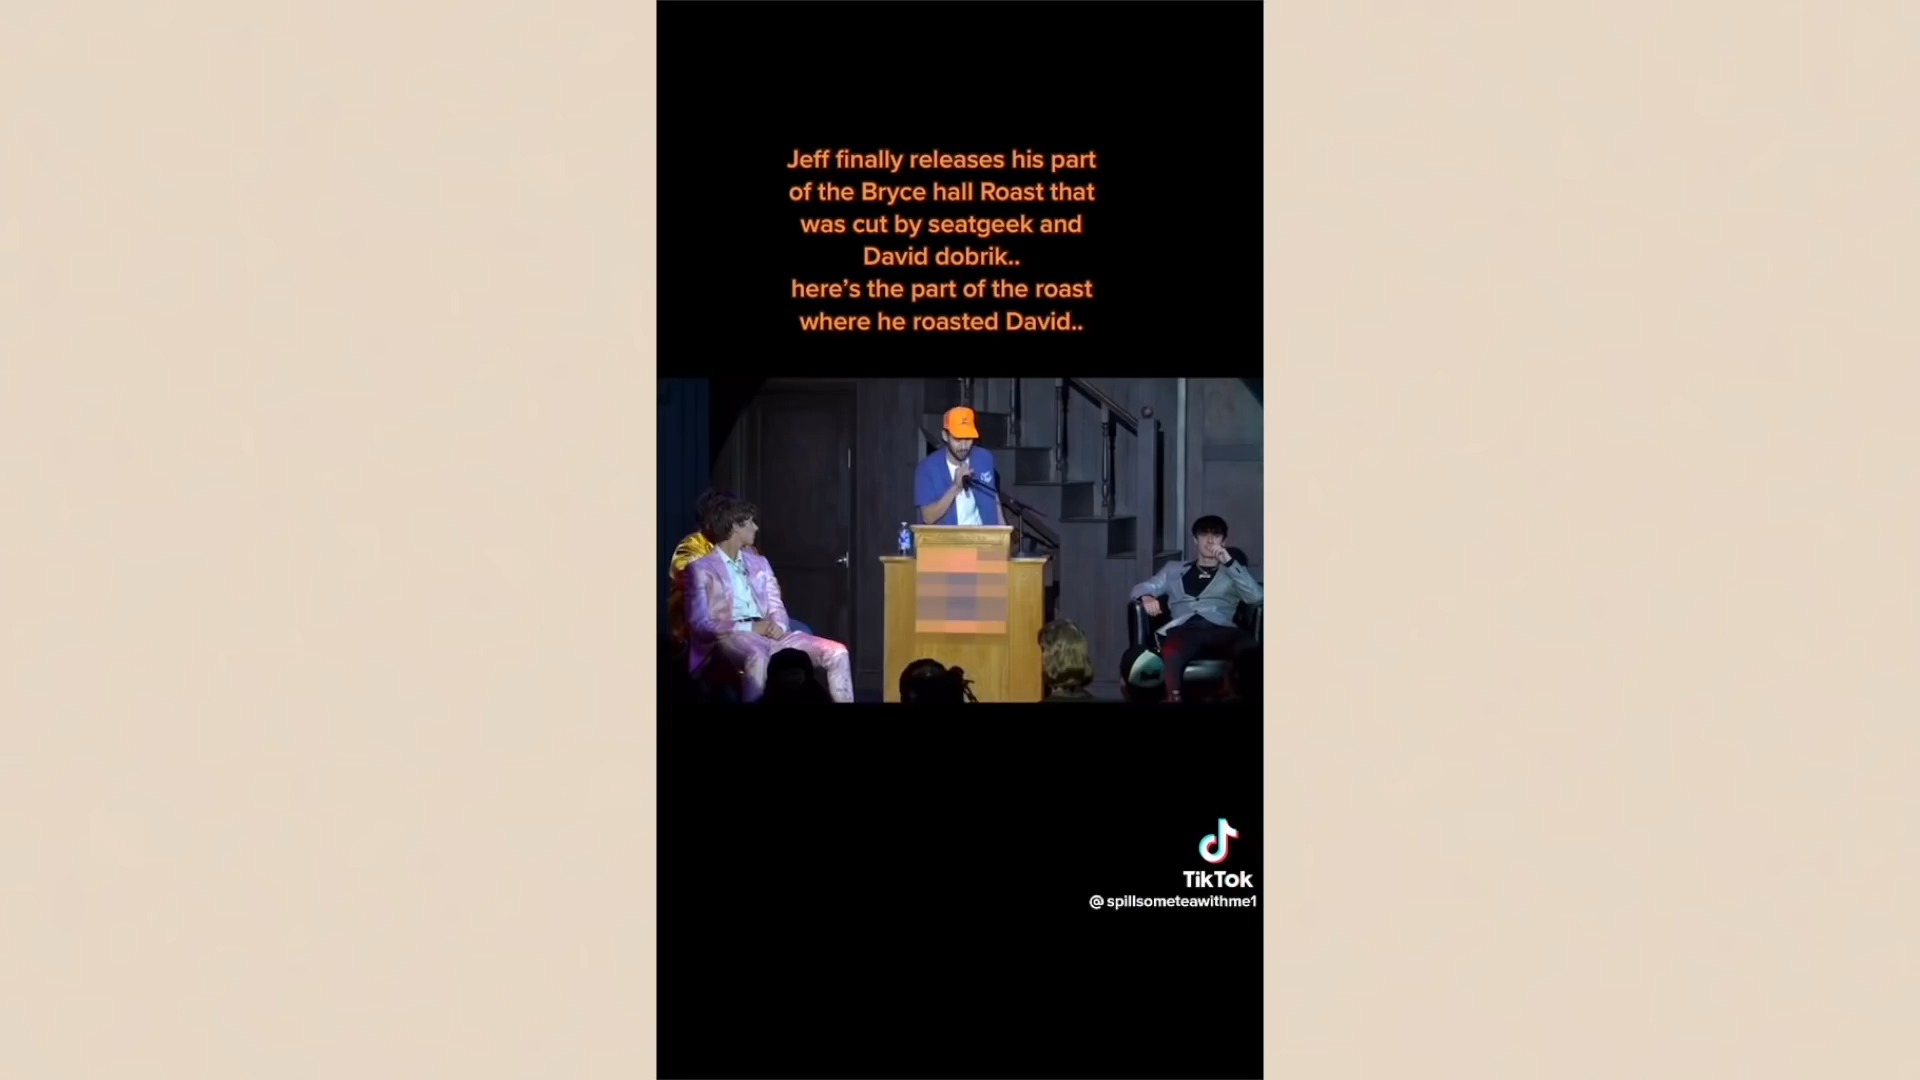 Jeff finally releases his part
of the Bryce hall Roast that
was cut by seatgeek and
David dobrik..
here’s the part of the roast
where he roasted David..
TikTok
@spillsometeawithme1